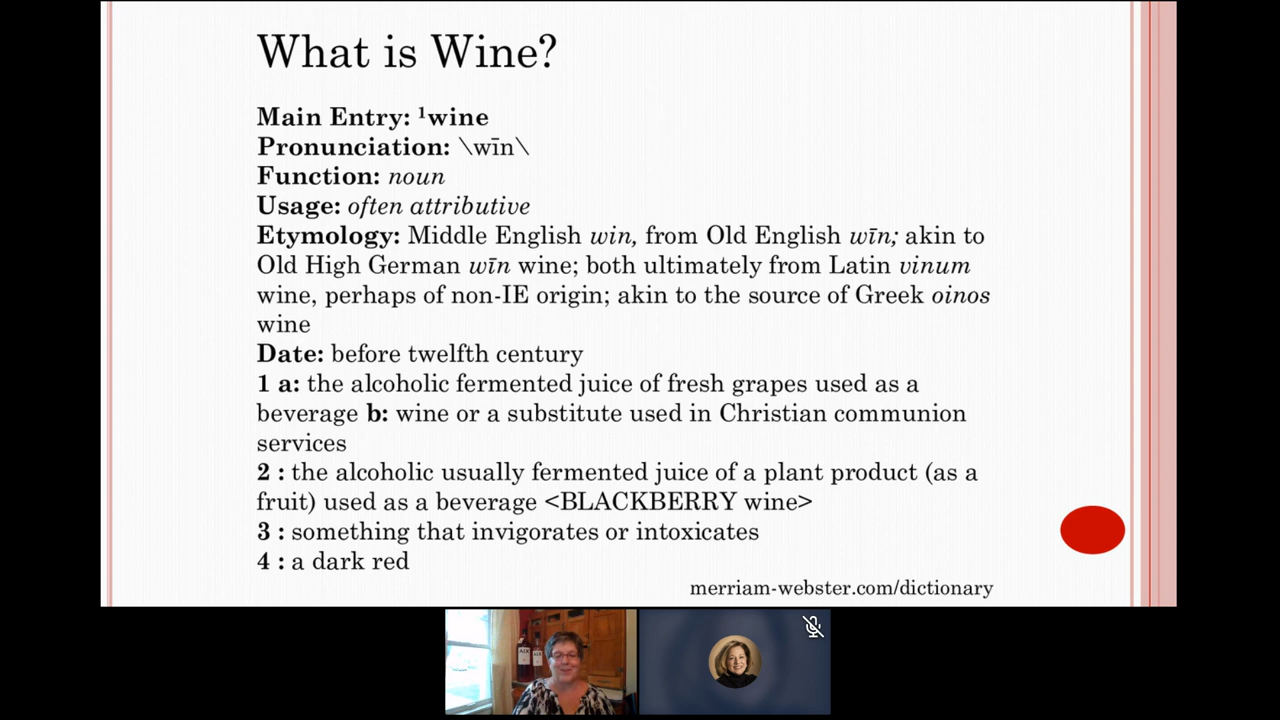 What is Wine?
Main Entry: ¹wine
Pronunciation: \wīn\
Function: noun
Usage: often attributive
Etymology: Middle English win, from Old English wīn; akin to
Old High German wīn wine; both ultimately from Latin vinum
wine, perhaps of non-IE origin; akin to the source of Greek oinos
wine
Date: before twelfth century
1 a: the alcoholic fermented juice of fresh grapes used as a
beverage b: wine or a substitute used in Christian communion
services
2 : the alcoholic usually fermented juice of a plant product (as a
fruit) used as a beverage <BLACKBERRY wine>
3 : something that invigorates or intoxicates
4 : a dark red
merriam-webster.com/dictionary